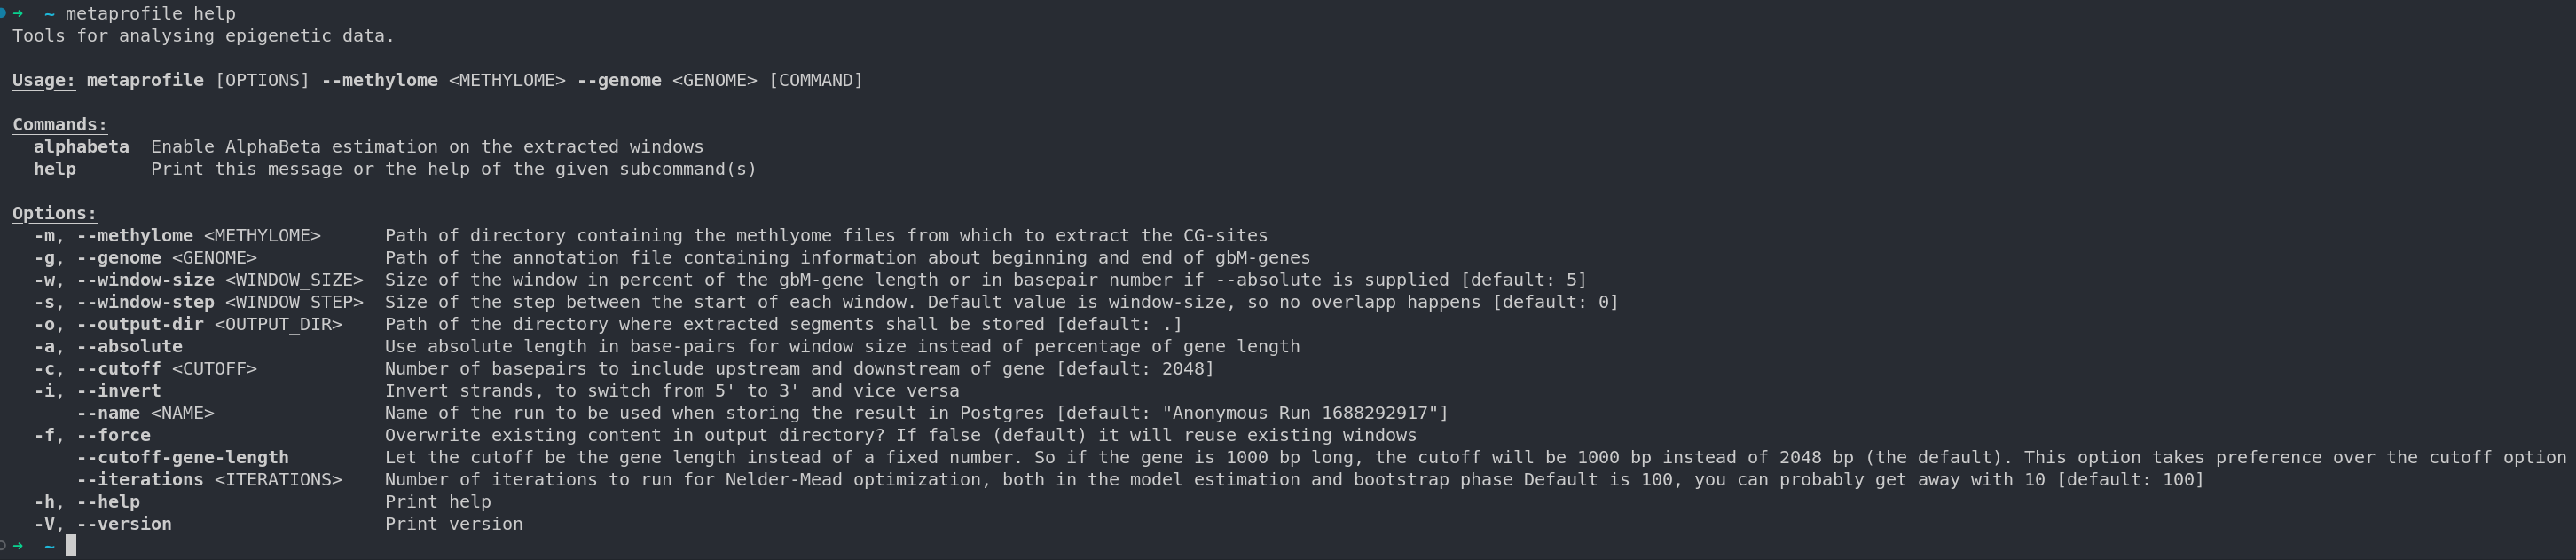 ➜  ~ metaprofile help
Tools for analysing epigenetic data.

Usage: metaprofile [OPTIONS] --methylome <METHYLOME> --genome <GENOME> [COMMAND]

Commands:
  alphabeta  Enable AlphaBeta estimation on the extracted windows
  help       Print this message or the help of the given subcommand(s)

Options:
  -m, --methylome <METHYLOME>      Path of directory containing the methlyome files from which to extract the CG-sites
  -g, --genome <GENOME>            Path of the annotation file containing information about beginning and end of gbM-genes
  -w, --window-size <WINDOW_SIZE>  Size of the window in percent of the gbM-gene length or in basepair number if --absolute is supplied [default: 5]
  -s, --window-step <WINDOW_STEP>  Size of the step between the start of each window. Default value is window-size, so no overlapp happens [default: 0]
  -o, --output-dir <OUTPUT_DIR>    Path of the directory where extracted segments shall be stored [default: .]
  -a, --absolute                   Use absolute length in base-pairs for window size instead of percentage of gene length
  -c, --cutoff <CUTOFF>            Number of basepairs to include upstream and downstream of gene [default: 2048]
  -i, --invert                     Invert strands, to switch from 5' to 3' and vice versa
      --name <NAME>                Name of the run to be used when storing the result in Postgres [default: "Anonymous Run 1688292917"]
  -f, --force                      Overwrite existing content in output directory? If false (default) it will reuse existing windows
      --cutoff-gene-length         Let the cutoff be the gene length instead of a fixed number. So if the gene is 1000 bp long, the cutoff will be 1000 bp instead of 2048 bp (the default). This option takes preference over the cutoff option
      --iterations <ITERATIONS>    Number of iterations to run for Nelder-Mead optimization, both in the model estimation and bootstrap phase Default is 100, you can probably get away with 10 [default: 100]
  -h, --help                       Print help
  -V, --version                    Print version
➜  ~